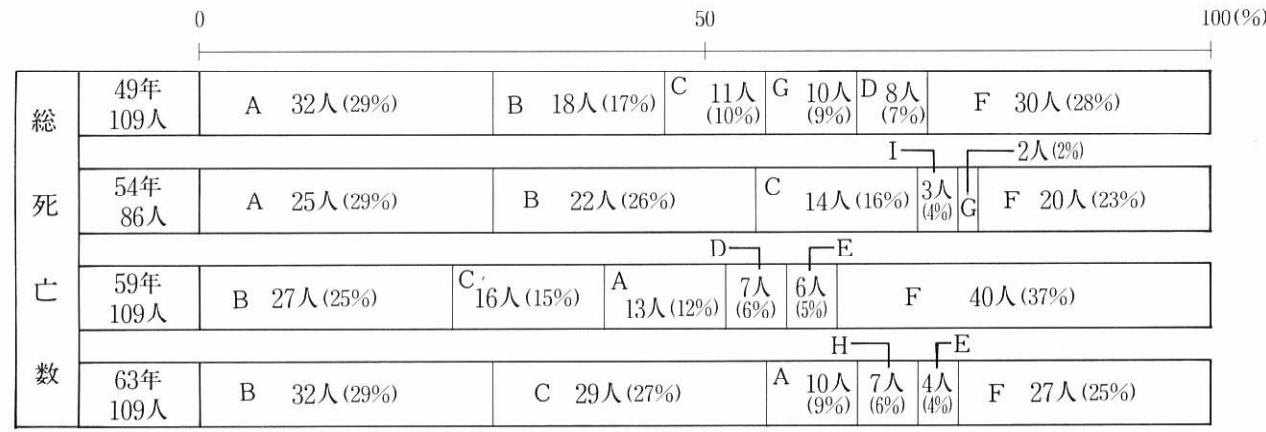 0 50 100(%)
総死亡数
49年
109人
A 32人(29%) B 18人(17%) C 11人(10%) G 10人(9%) D 8人(7%) F 30人(28%)
I 2人(2%)
54年
86人
A 25人(29%) B 22人(26%) C 14人(16%) 3人(4%) G F 20人(23%)
D E
59年
109人
B 27人(25%) C 16人(15%) A 13人(12%) 7人(6%) 6人(5%) F 40人(37%)
H E
63年
109人
B 32人(29%) C 29人(27%) A 10人(9%) 7人(6%) 4人(4%) F 27人(25%)